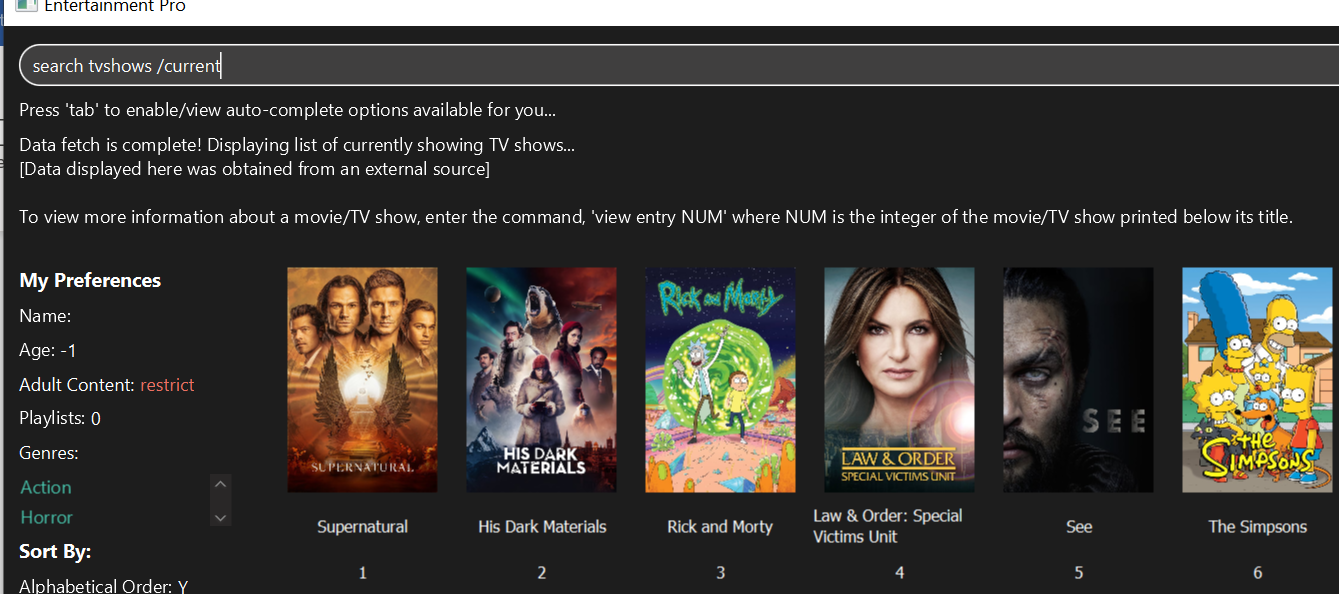 Entertainment Pro
search tvshows /current
Press 'tab' to enable/view auto-complete options available for you...
Data fetch is complete! Displaying list of currently showing TV shows...
[Data displayed here was obtained from an external source]
To view more information about a movie/TV show, enter the command, 'view entry NUM' where NUM is the integer of the movie/TV show printed below its title.
My Preferences
Name:
Age: -1
Adult Content: restrict
Playlists: 0
Genres:
Action
Horror
Sort By:
Alphabetical Order: Y
SUPERNATURAL
Supernatural
1
HIS DARK
MATERIALS
His Dark Materials
2
Rick and Morty
Rick and Morty
3
LAW & ORDER
SPECIAL VICTIMS UNIT
Law & Order: Special
Victims Unit
4
SEE
See
5
THE
SIMPSONS
The Simpsons
6